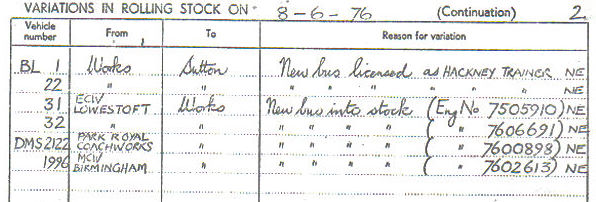 VARIATIONS IN ROLLING STOCK ON 8-6-76 (Continuation) 2.
Vehicle number From To Reason for variation
BL 1 Works Sutton New bus licensed as HACKNEY TRAINER NE
22 " " " " " " " " NE
31 ECW LOWESTOFT Works New bus into stock (Eng No 7505910) NE
32 " " " " " " ( " 7606691) NE
DMS 2122 PARK ROYAL COACHWORKS " " " " " ( " 7600898) NE
1996 MCW BIRMINGHAM " " " " " ( " 7602613) NE